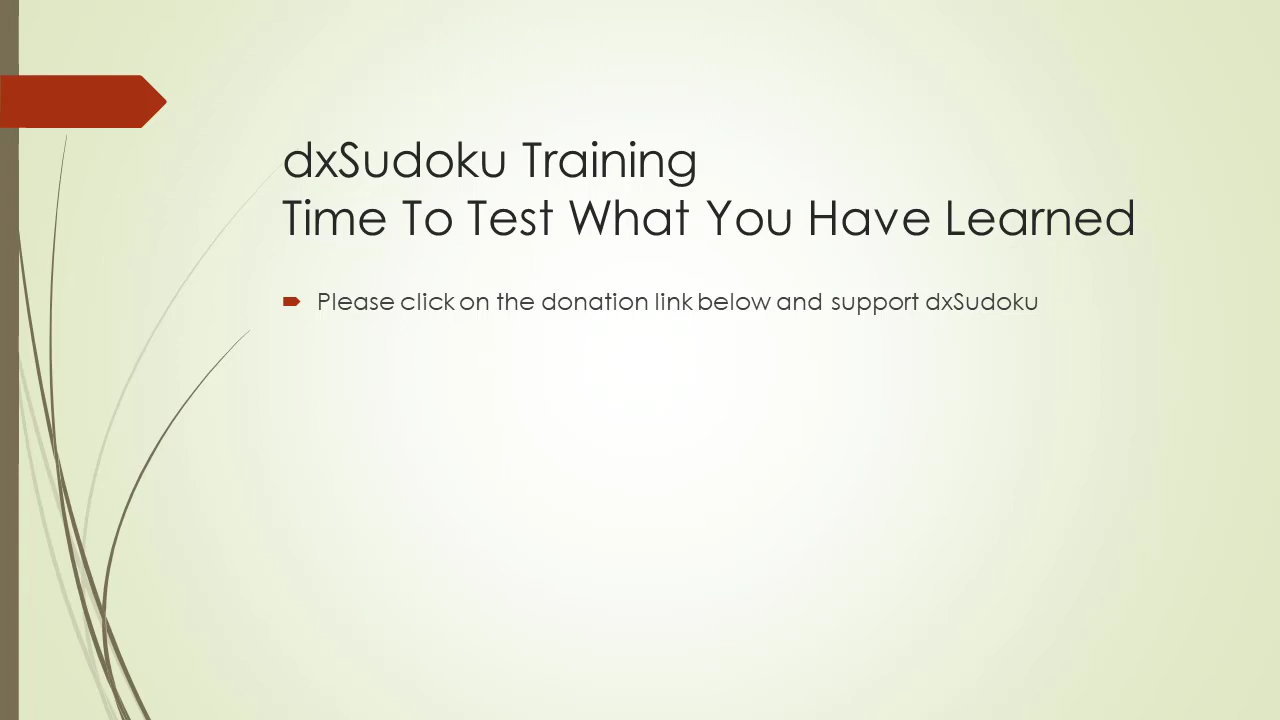 dxSudoku Training
Time To Test What You Have Learned
Please click on the donation link below and support dxSudoku